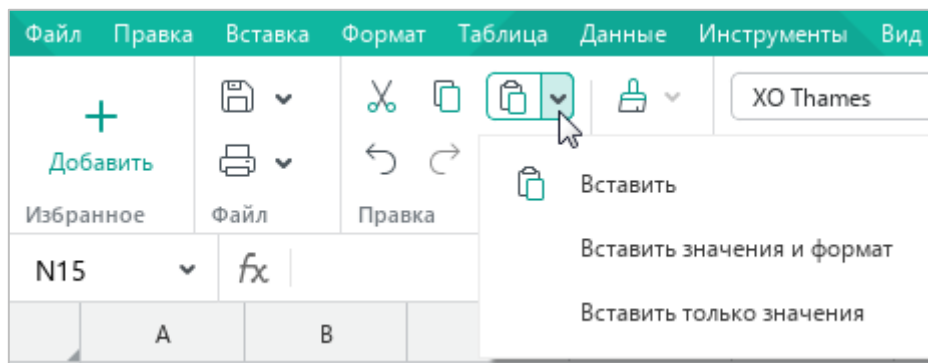 Файл Правка Вставка Формат Таблица Данные Инструменты Вид
XO Thames
Добавить
Избранное Файл Правка
Вставить
Вставить значения и формат
Вставить только значения
N15 fx
A B